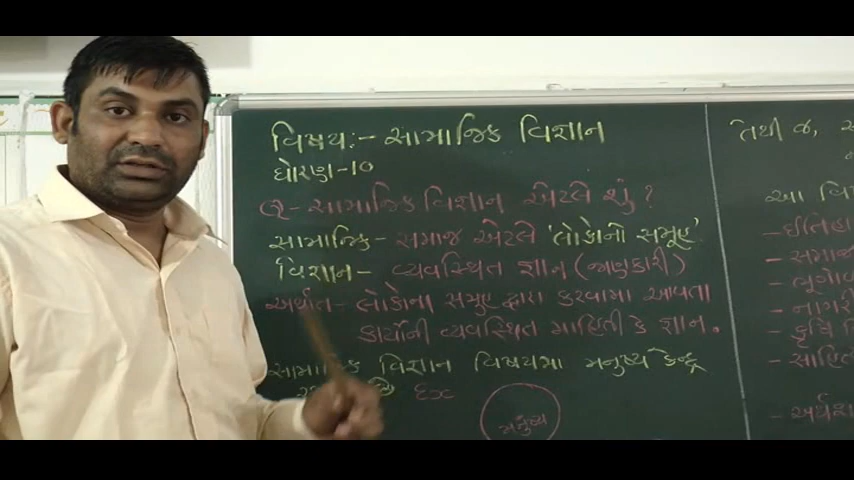 વિષય:- સામાજિક વિજ્ઞાન
ધોરણ-૧૦
Q- સામાજિક વિજ્ઞાન એટલે શું ?
સામાજિક- સમાજ એટલે 'લોકોનો સમૂહ'
વિજ્ઞાન- વ્યવસ્થિત જ્ઞાન (જાણકારી)
અર્થાત- લોકોના સમૂહ દ્વારા કરવામા આવતા
કાર્યોની વ્યવસ્થિત માહિતી કે જ્ઞાન.
સામાજિક વિજ્ઞાન વિષયમા મનુષ્ય કેન્દ્ર
મનુષ્ય
તેથી જ,
આ વિ
- ઈતિહા
- સમાજ
- ભૂગો
- નાગરિ
- કૃષિ વિ
- સાહિ
- અર્થશા